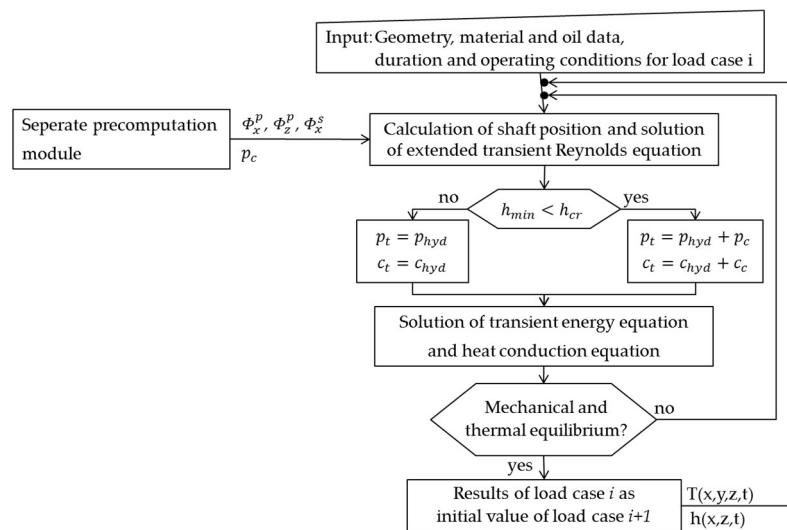 Input: Geometry, material and oil data,
duration and operating conditions for load case i
Seperate precomputation
module
Φₓᵖ, Φ_zᵖ, Φₓˢ
p_c
Calculation of shaft position and solution
of extended transient Reynolds equation
no
h_min < h_cr
yes
p_t = p_hyd
c_t = c_hyd
p_t = p_hyd + p_c
c_t = c_hyd + c_c
Solution of transient energy equation
and heat conduction equation
Mechanical and
thermal equilibrium?
no
yes
Results of load case i as
initial value of load case i+1
T(x,y,z,t)
h(x,z,t)